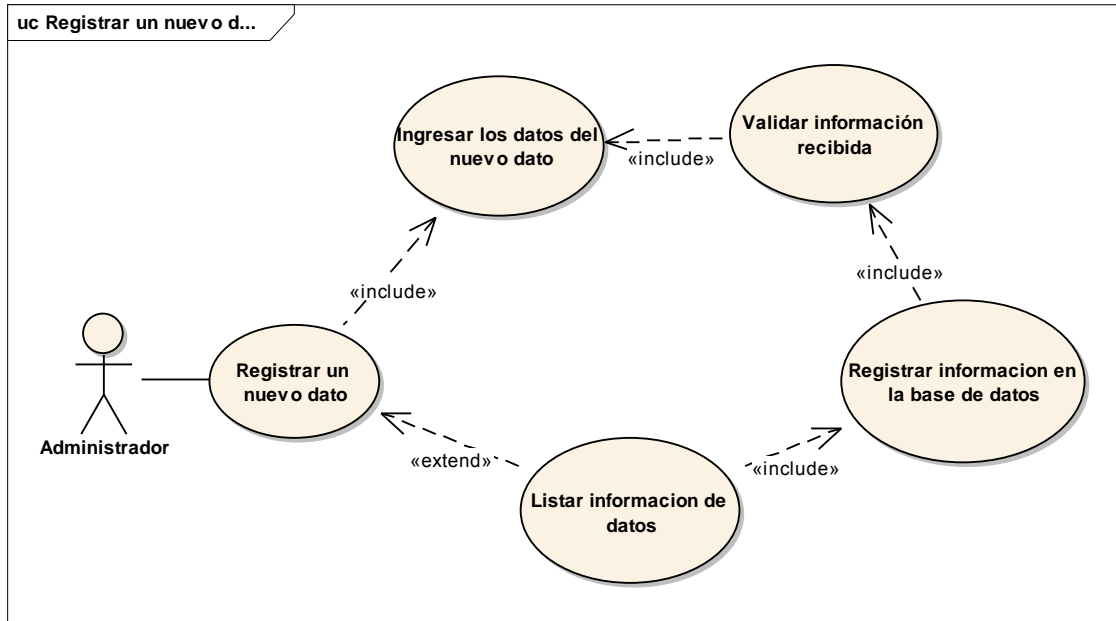 uc Registrar un nuevo d...
Ingresar los datos del
nuevo dato
Validar información
recibida
«include»
«include»
«include»
Registrar un
nuevo dato
Registrar informacion en
la base de datos
Administrador
«extend»
«include»
Listar informacion de
datos